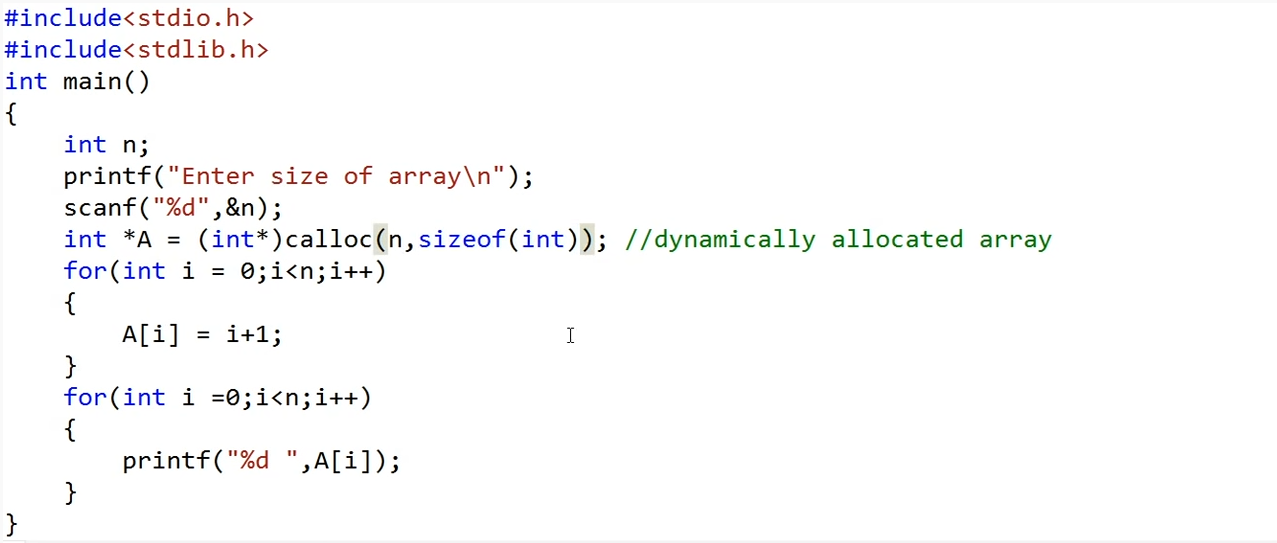 #include<stdio.h>
#include<stdlib.h>
int main()
{
    int n;
    printf("Enter size of array\n");
    scanf("%d",&n);
    int *A = (int*)calloc(n,sizeof(int)); //dynamically allocated array
    for(int i = 0;i<n;i++)
    {
        A[i] = i+1;
    }
    for(int i =0;i<n;i++)
    {
        printf("%d ",A[i]);
    }
}